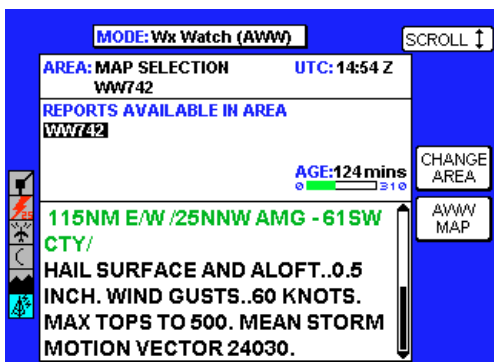 MODE: Wx Watch (AWW)
SCROLL
AREA: MAP SELECTION UTC: 14:54 Z
WW742
REPORTS AVAILABLE IN AREA
WW742
AGE:124 mins
0 310
CHANGE
AREA
AWW
MAP
115NM E/W /25NNW AMG - 61SW
CTY/
HAIL SURFACE AND ALOFT..0.5
INCH. WIND GUSTS..60 KNOTS.
MAX TOPS TO 500. MEAN STORM
MOTION VECTOR 24030.
25